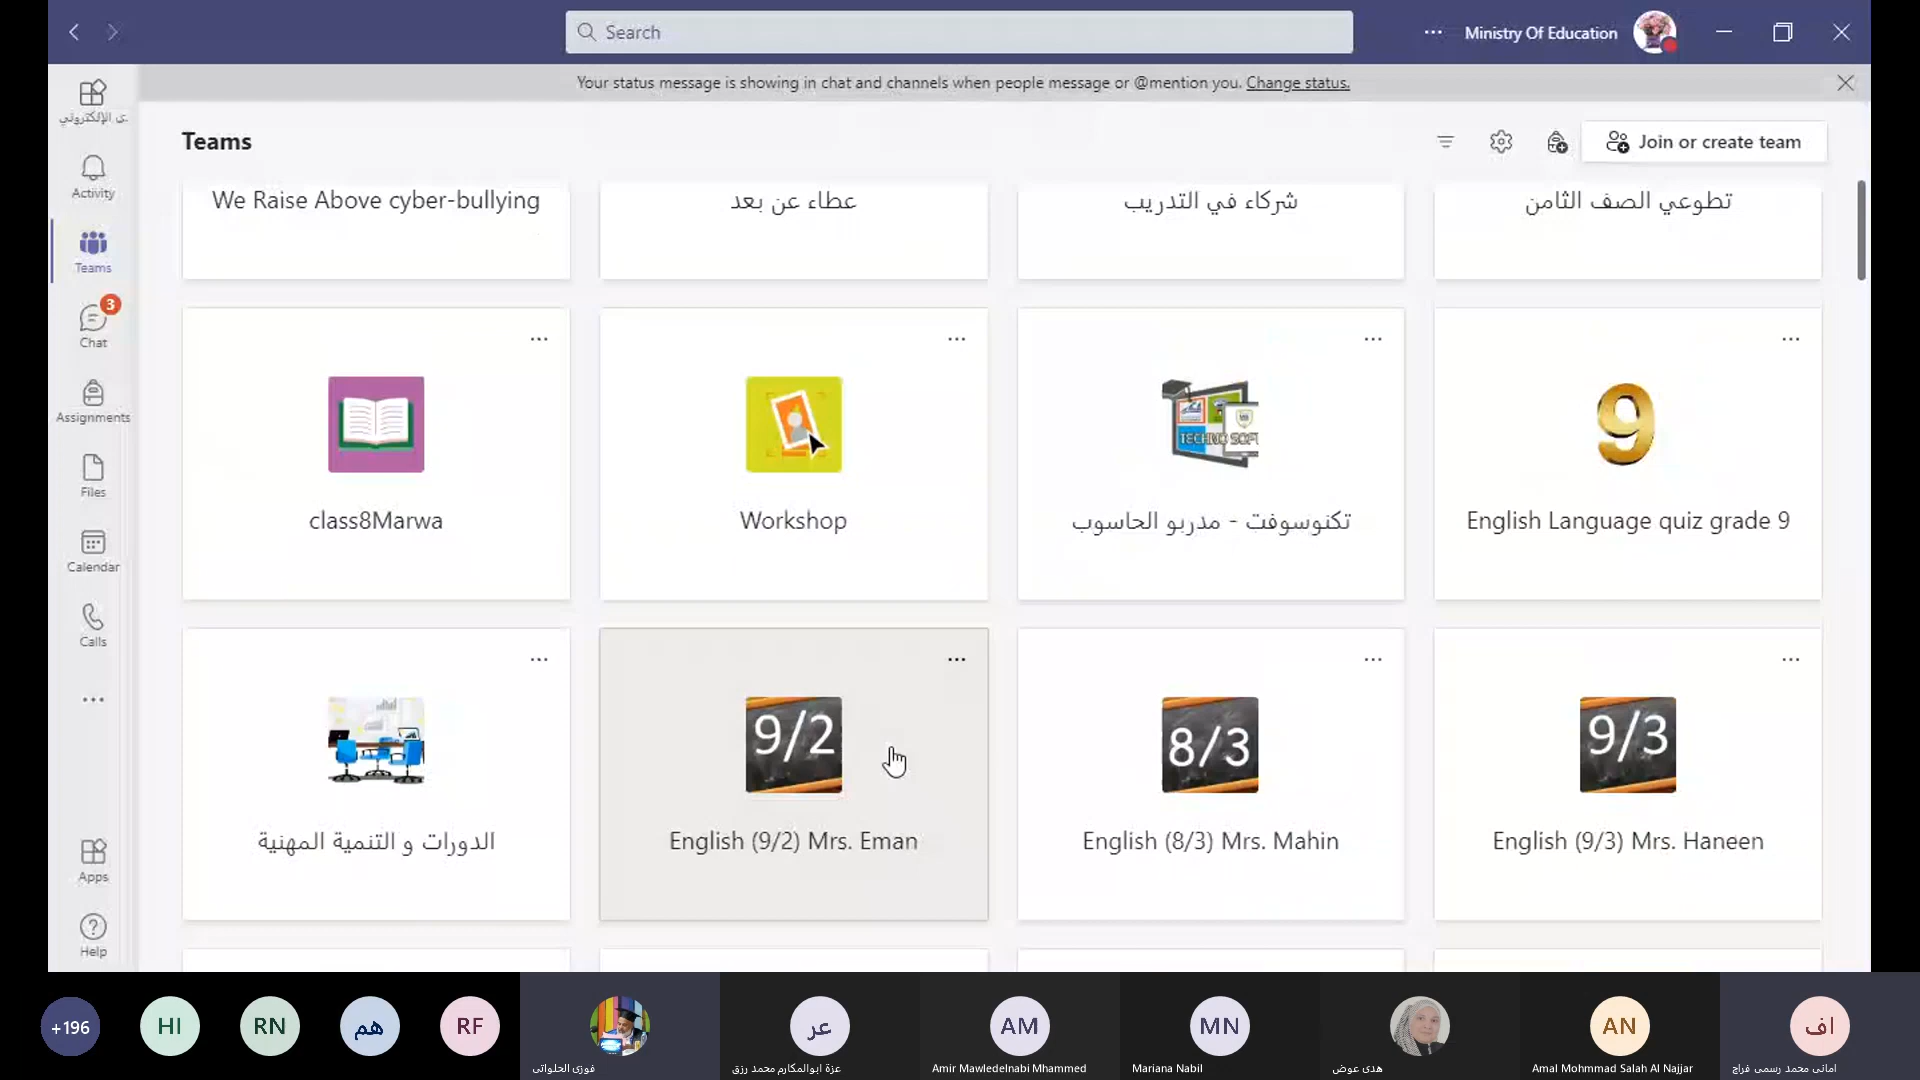 Search
Ministry Of Education
Your status message is showing in chat and channels when people message or @mention you. Change status.
ى الإلكتروني
Activity
Teams
3
Chat
Assignments
Files
Calendar
Calls
Apps
Help
Teams
Join or create team
We Raise Above cyber-bullying
عطاء عن بعد
شركاء في التدريب
تطوعي الصف الثامن
class8Marwa
Workshop
TECHNO SOFT
تكنوسوفت - مدربو الحاسوب
9
English Language quiz grade 9
الدورات و التنمية المهنية
9/2
English (9/2) Mrs. Eman
8/3
English (8/3) Mrs. Mahin
9/3
English (9/3) Mrs. Haneen
+196
HI
RN
هم
RF
فوزى الحلواني
عر
عزة ابوالمكارم محمد رزق
AM
Amir Mawledelnabi Mhammed
MN
Mariana Nabil
هدى عوض
AN
Amal Mohmmad Salah Al Najjar
اف
امانى محمد رسمى فراج